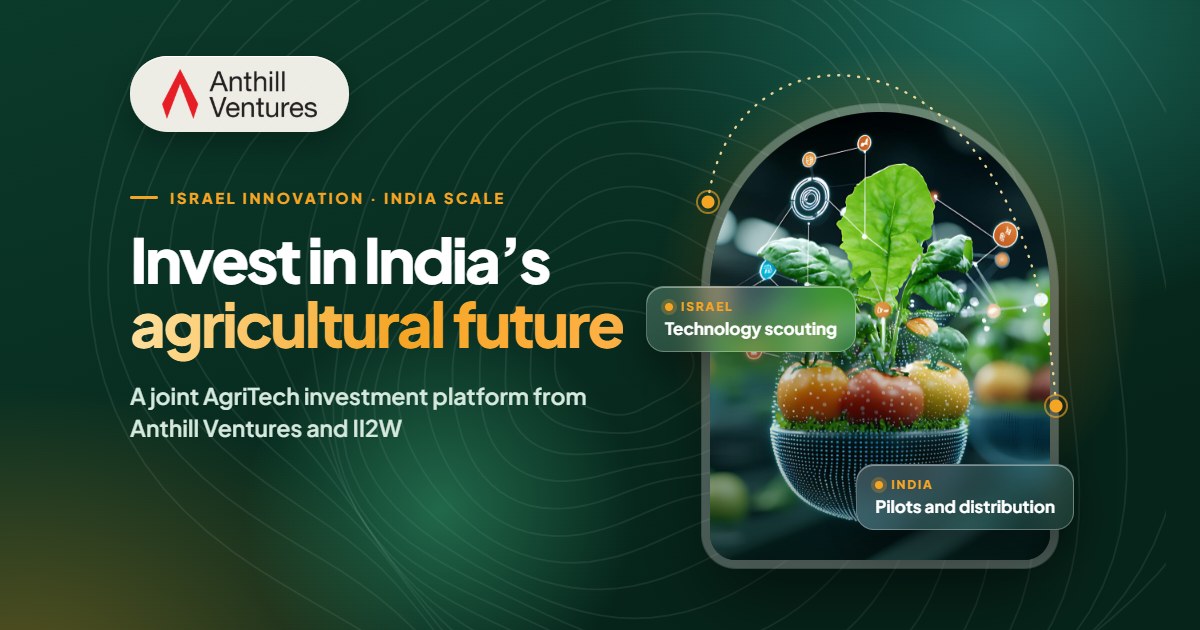 Anthill
Ventures
ISRAEL INNOVATION · INDIA SCALE
Invest in India’s
agricultural future
A joint AgriTech investment platform from
Anthill Ventures and II2W
ISRAEL
Technology scouting
INDIA
Pilots and distribution